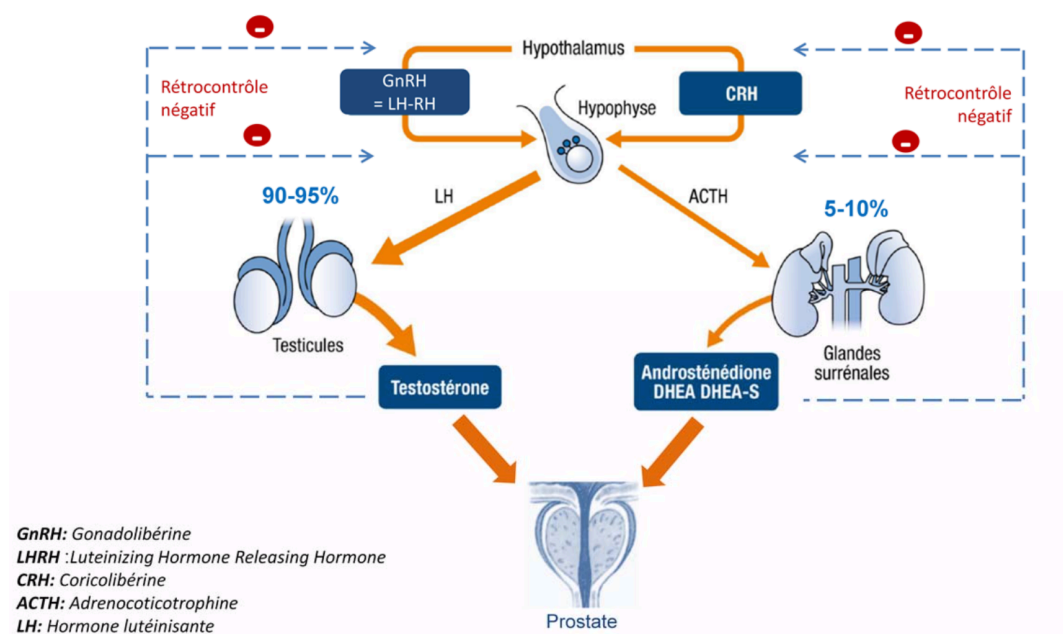 -
-
Hypothalamus
GnRH
= LH-RH
CRH
Rétrocontrôle
négatif
Hypophyse
Rétrocontrôle
négatif
-
-
90-95%
LH
ACTH
5-10%
Testicules
Glandes
surrénales
Testostérone
Androsténédione
DHEA DHEA-S
GnRH: Gonadolibérine
LHRH :Luteinizing Hormone Releasing Hormone
CRH: Coricolibérine
ACTH: Adrenocoticotrophine
LH: Hormone lutéinisante
Prostate